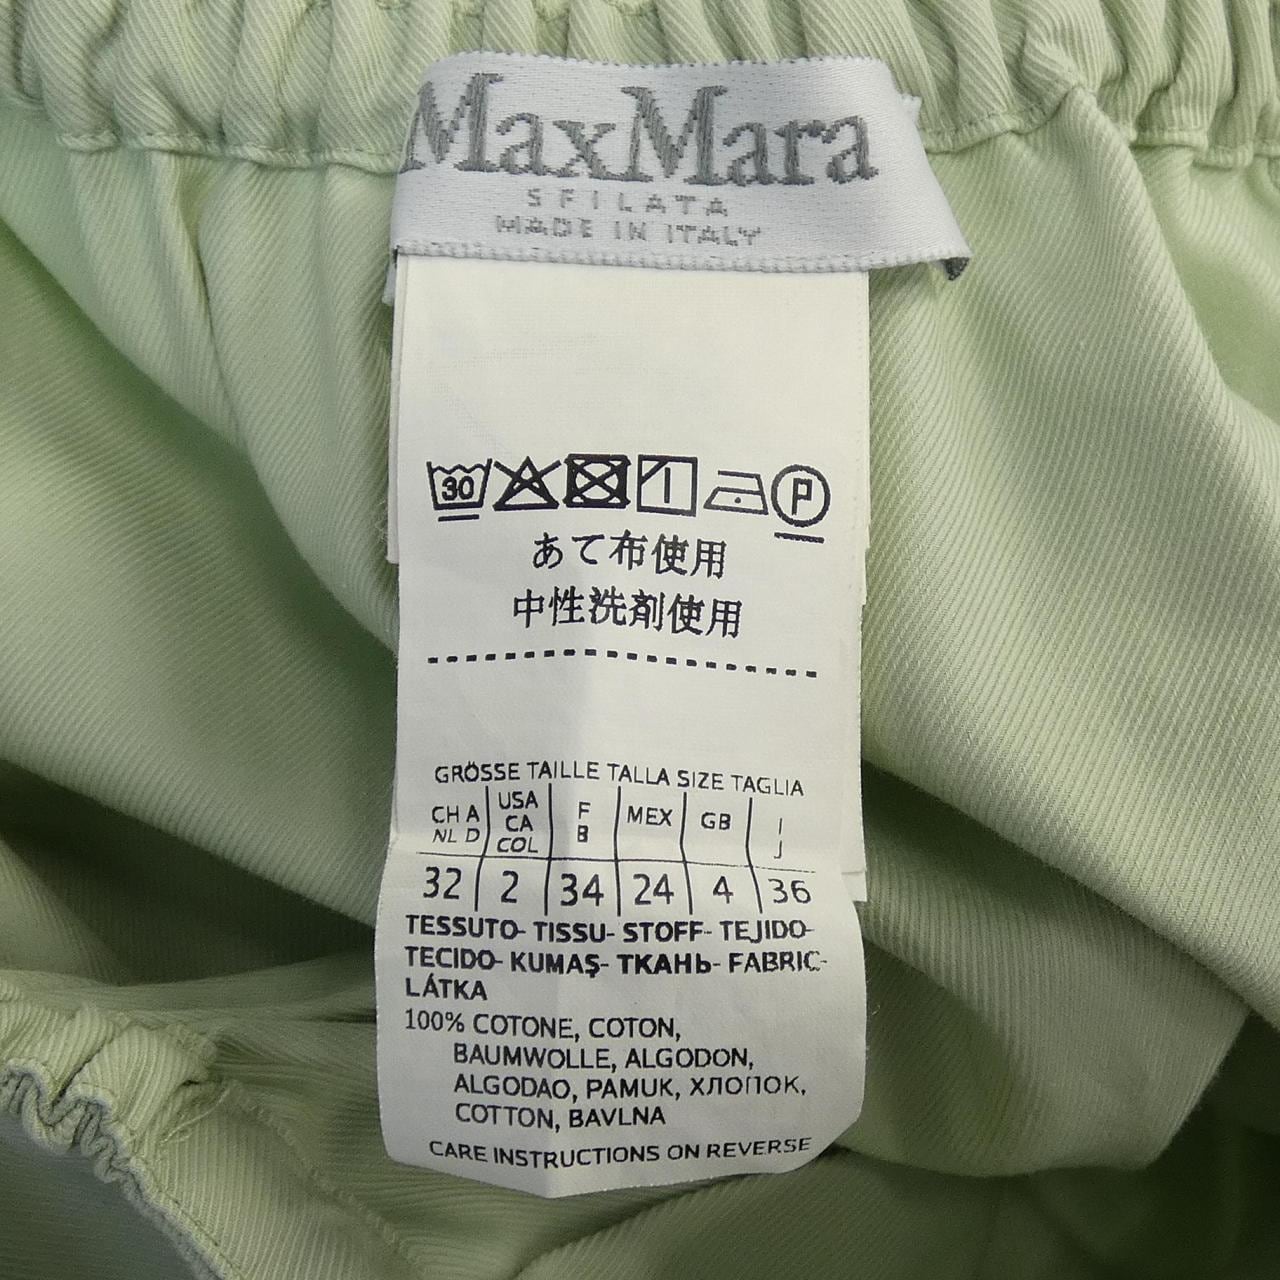 MaxMara
SFILATA
MADE IN ITALY
30 P
あて布使用
中性洗剤使用
GRÖSSE TAILLE TALLA SIZE TAGLIA
CH A NL D USA CA COL F B MEX GB I J
32 2 34 24 4 36
TESSUTO- TISSU- STOFF- TEJIDO-
TECIDO- KUMAŞ- ТКАНЬ- FABRIC-
LÁTKA
100% COTONE, COTON,
BAUMWOLLE, ALGODON,
ALGODAO, PAMUK, ХЛОПОК,
COTTON, BAVLNA
CARE INSTRUCTIONS ON REVERSE